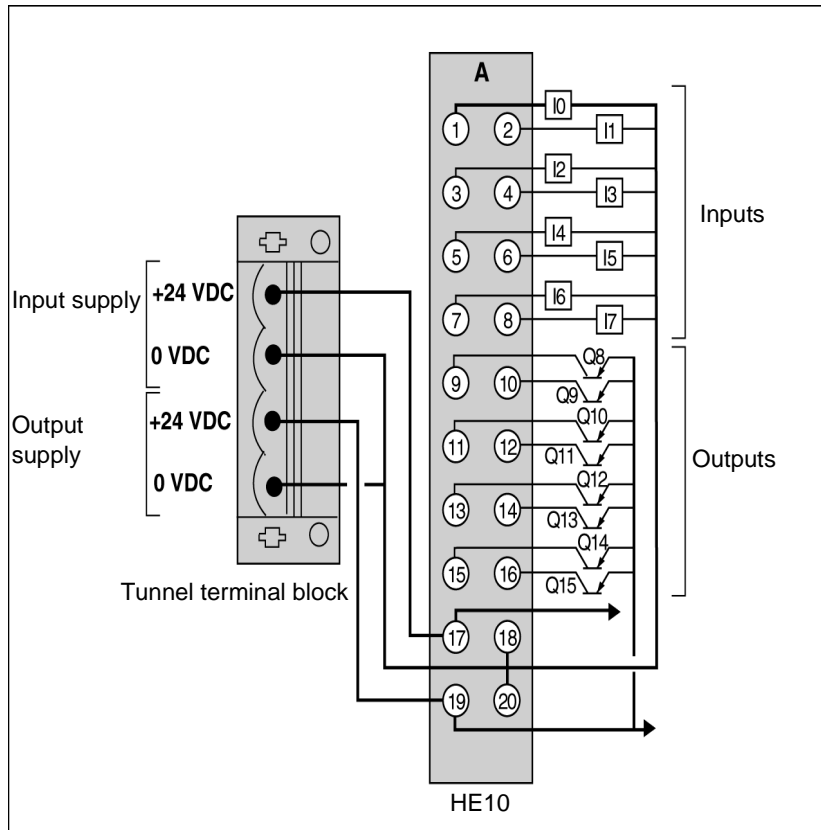 A
I0
1 2 I1
I2
3 4 I3
I4
5 6 I5
I6
7 8 I7
Inputs
Input supply
+24 VDC
0 VDC
Output supply
+24 VDC
0 VDC
Tunnel terminal block
Q8
9 10 Q9
Q10
11 12 Q11
Q12
13 14 Q13
Q14
15 16 Q15
Outputs
17 18
19 20
HE10